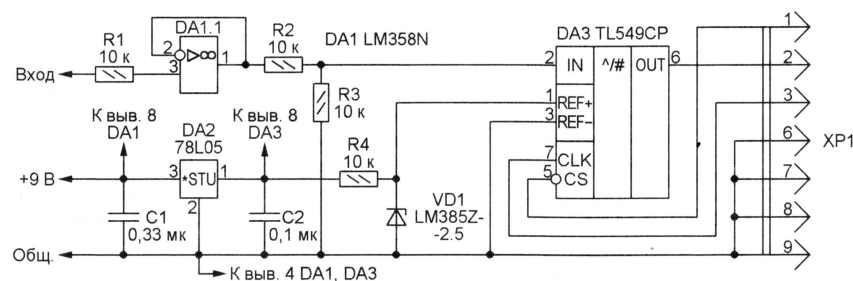 DA1.1
R1
10 к
2
3
▷∞
1
R2
10 к
DA1 LM358N
DA3 TL549CP
2
IN
^/#
OUT
6
1
2
3
6
7
8
9
XP1
Вход
R3
10 к
1
REF+
3
REF−
7
CLK
5
CS
К выв. 8
DA1
DA2
78L05
К выв. 8
DA3
R4
10 к
+9 В
3
*STU
1
2
C1
0,33 мк
C2
0,1 мк
VD1
LM385Z-
-2.5
Общ.
К выв. 4 DA1, DA3